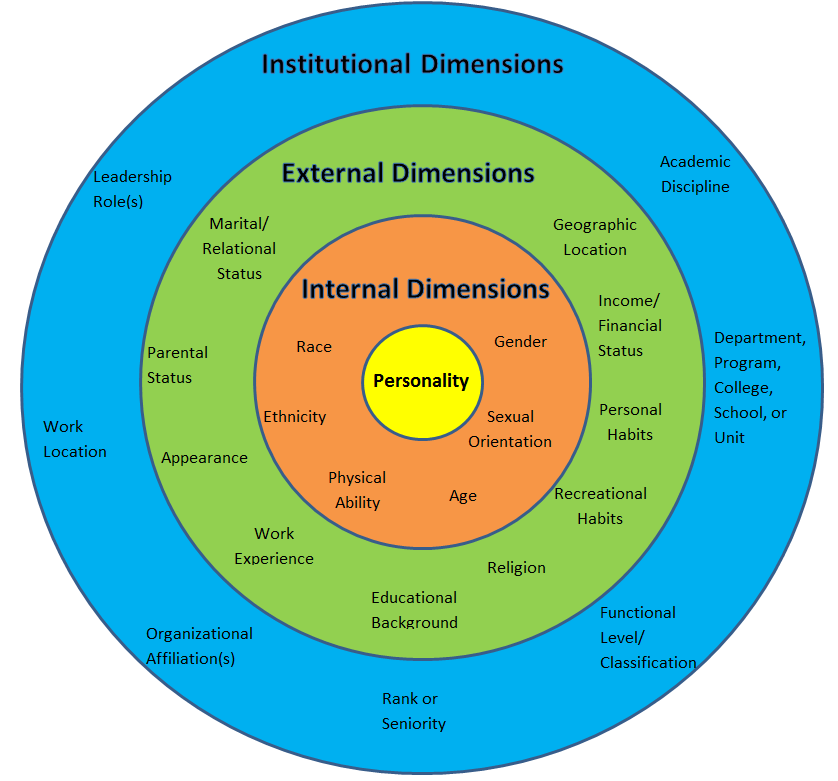 Institutional Dimensions
Academic
Discipline
Leadership
Role(s)
External Dimensions
Marital/
Relational
Status
Geographic
Location
Internal Dimensions
Income/
Financial
Status
Race
Gender
Department,
Program,
College,
School, or
Unit
Parental
Status
Personality
Ethnicity
Sexual
Orientation
Personal
Habits
Work
Location
Appearance
Physical
Ability
Age
Recreational
Habits
Work
Experience
Religion
Educational
Background
Functional
Level/
Classification
Organizational
Affiliation(s)
Rank or
Seniority